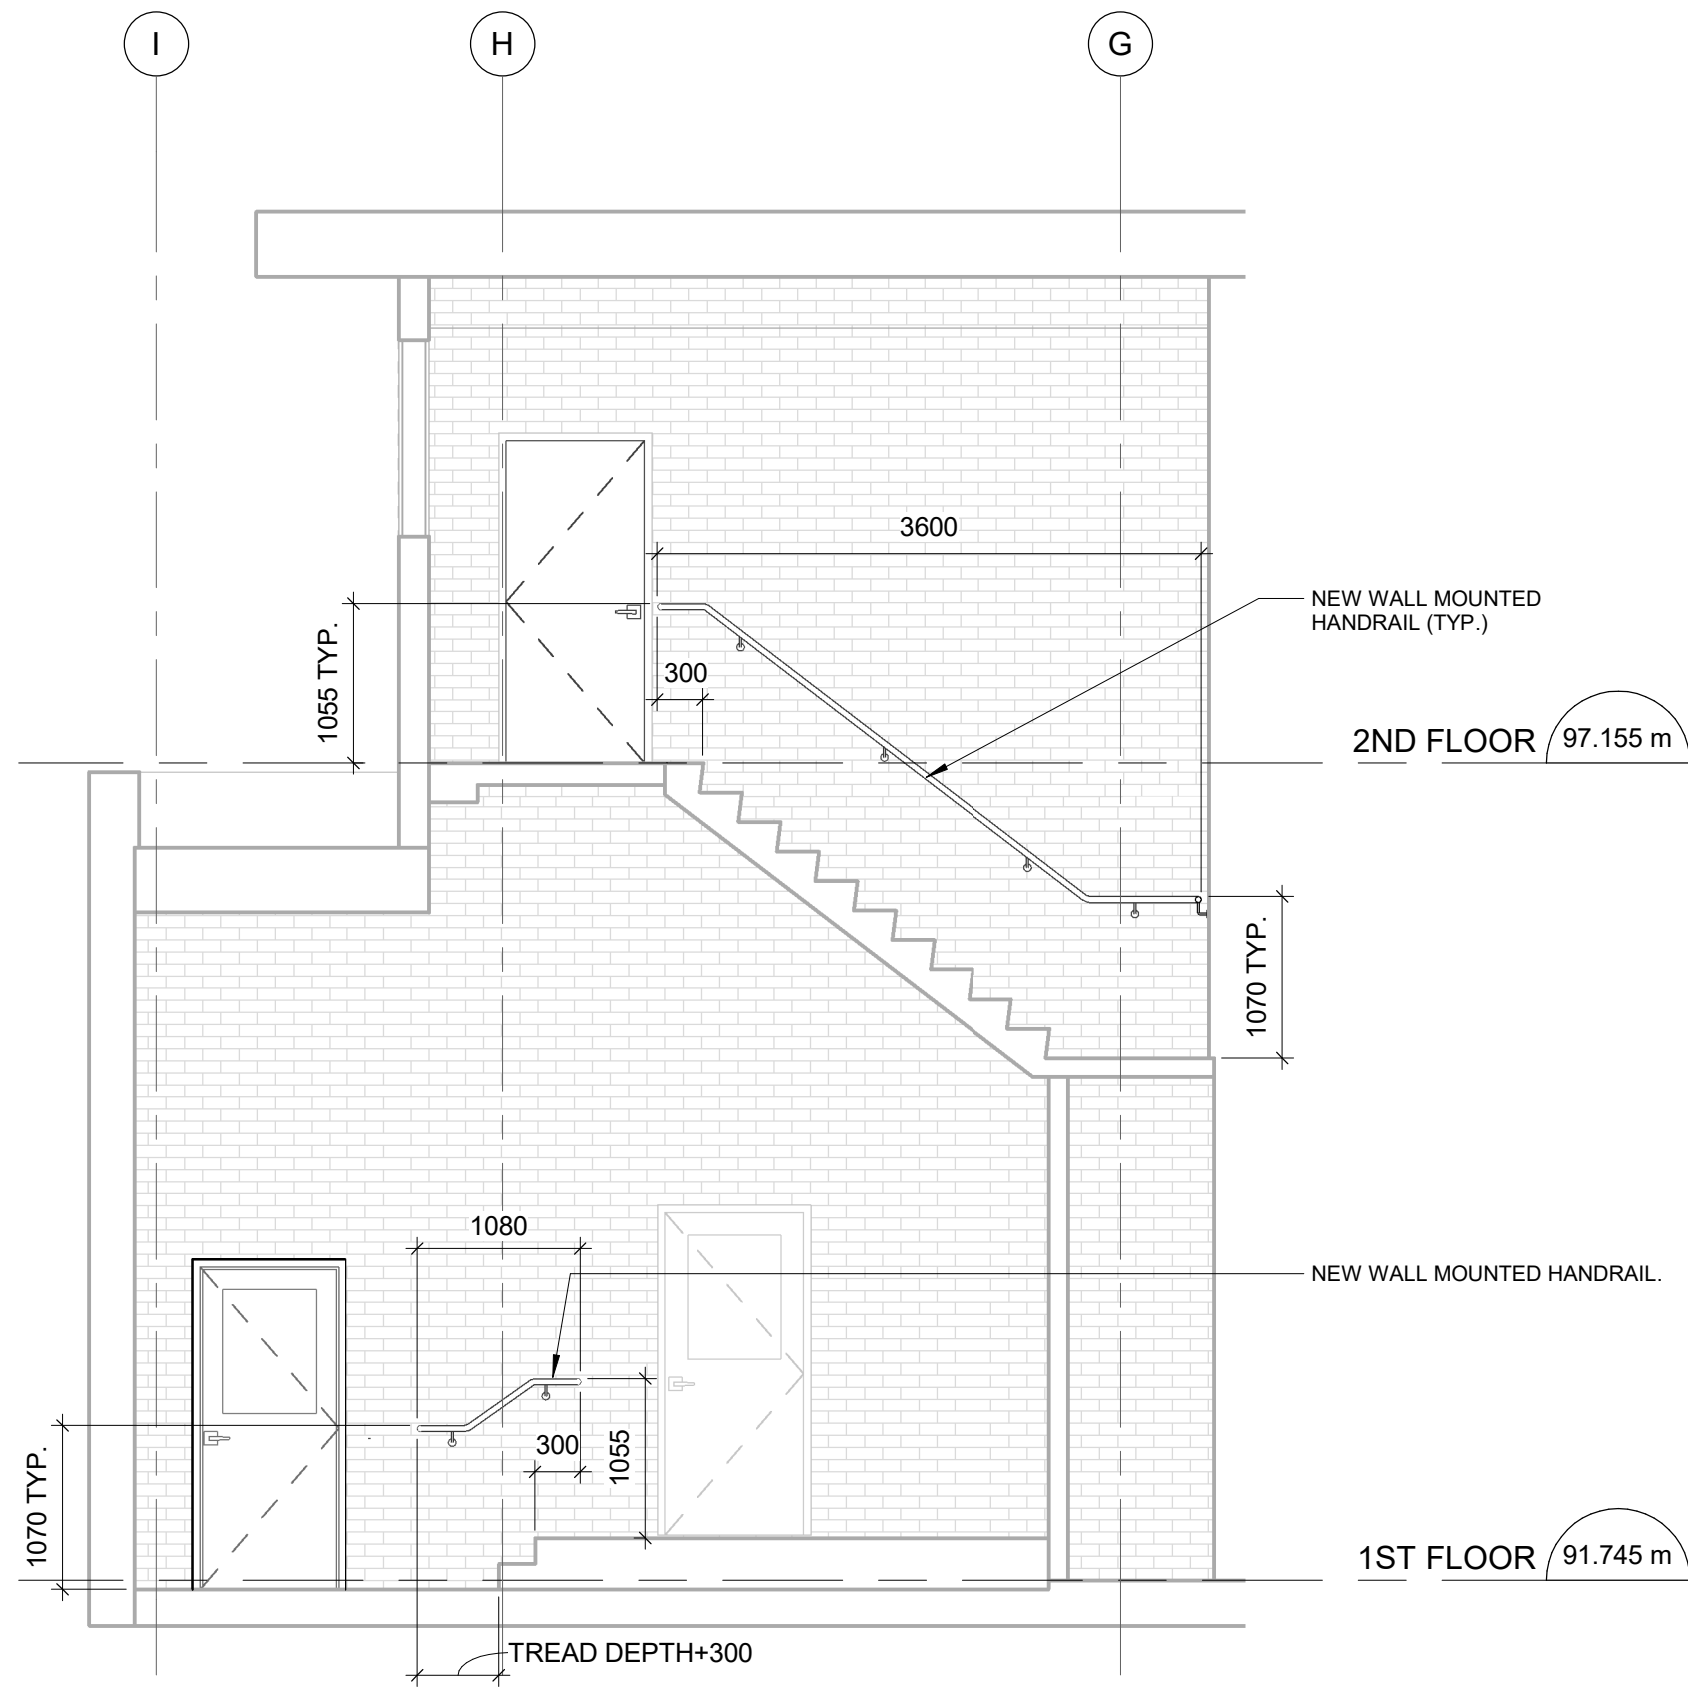 I
H
G
3600
NEW WALL MOUNTED
HANDRAIL (TYP.)
1055 TYP.
300
2ND FLOOR
97.155 m
1070 TYP.
1080
NEW WALL MOUNTED HANDRAIL.
300
1055
1070 TYP.
1ST FLOOR
91.745 m
TREAD DEPTH+300